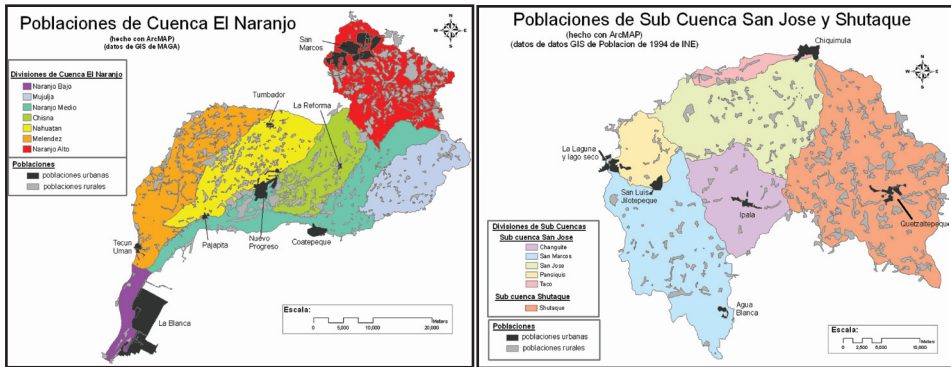 Poblaciones de Cuenca El Naranjo
(hecho con ArcMAP)
(datos de GIS de MAGA)
N
W
E
S
San
Marcos
Divisiones de Cuenca El Naranjo
Naranjo Bajo
Mujulja
Naranjo Medio
Chisna
Nahuatan
Melendez
Naranjo Alto
Poblaciones
poblaciones urbanas
poblaciones rurales
Tumbador
La Reforma
Tecun
Uman
Pajapita
Nuevo
Progreso
Coatepeque
La Blanca
Escala:
Meters
0 5,000 10,000 20,000
Poblaciones de Sub Cuenca San Jose y Shutaque
(hecho con ArcMAP)
(datos de datos GIS de Poblacion de 1994 de INE)
Chiquimula
N
W
E
S
La Laguna
y lago seco
San Luis
Jilotepeque
Ipala
Quetzaltepeque
Agua
Blanca
Divisiones de Sub Cuencas
Sub cuenca San Jose
Changuite
San Marcos
San Jose
Pansiquis
Taco
Sub cuenca Shutaque
Shutaque
Poblaciones
poblaciones urbanas
poblaciones rurales
Escala:
Meters
0 2,500 5,000 10,000